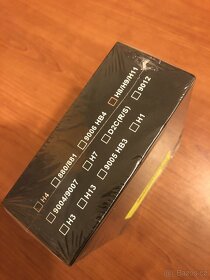 ☐ H4 ☐ 880/881 ☐ 9006 HB4 ☐ H8/H9/H11
☐ 9004/9007 ☐ H7 ☐ D2C(R/S) ☐ 9012
☐ H3 ☐ H13 ☐ 9005 HB3 ☐ H1